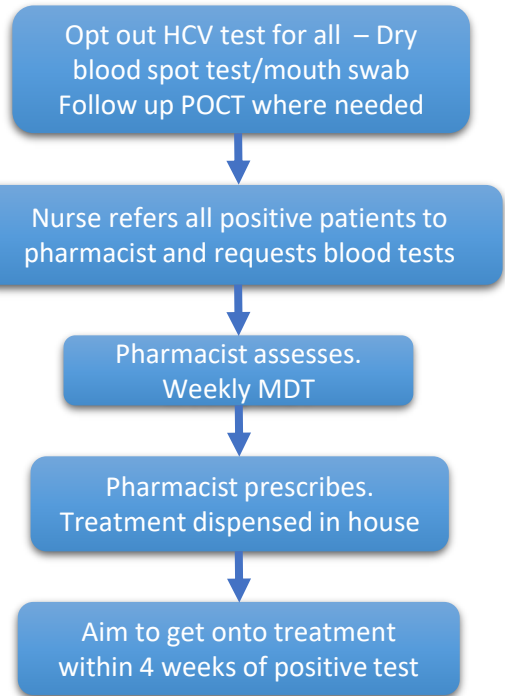 Opt out HCV test for all – Dry
blood spot test/mouth swab
Follow up POCT where needed
Nurse refers all positive patients to
pharmacist and requests blood tests
Pharmacist assesses.
Weekly MDT
Pharmacist prescribes.
Treatment dispensed in house
Aim to get onto treatment
within 4 weeks of positive test